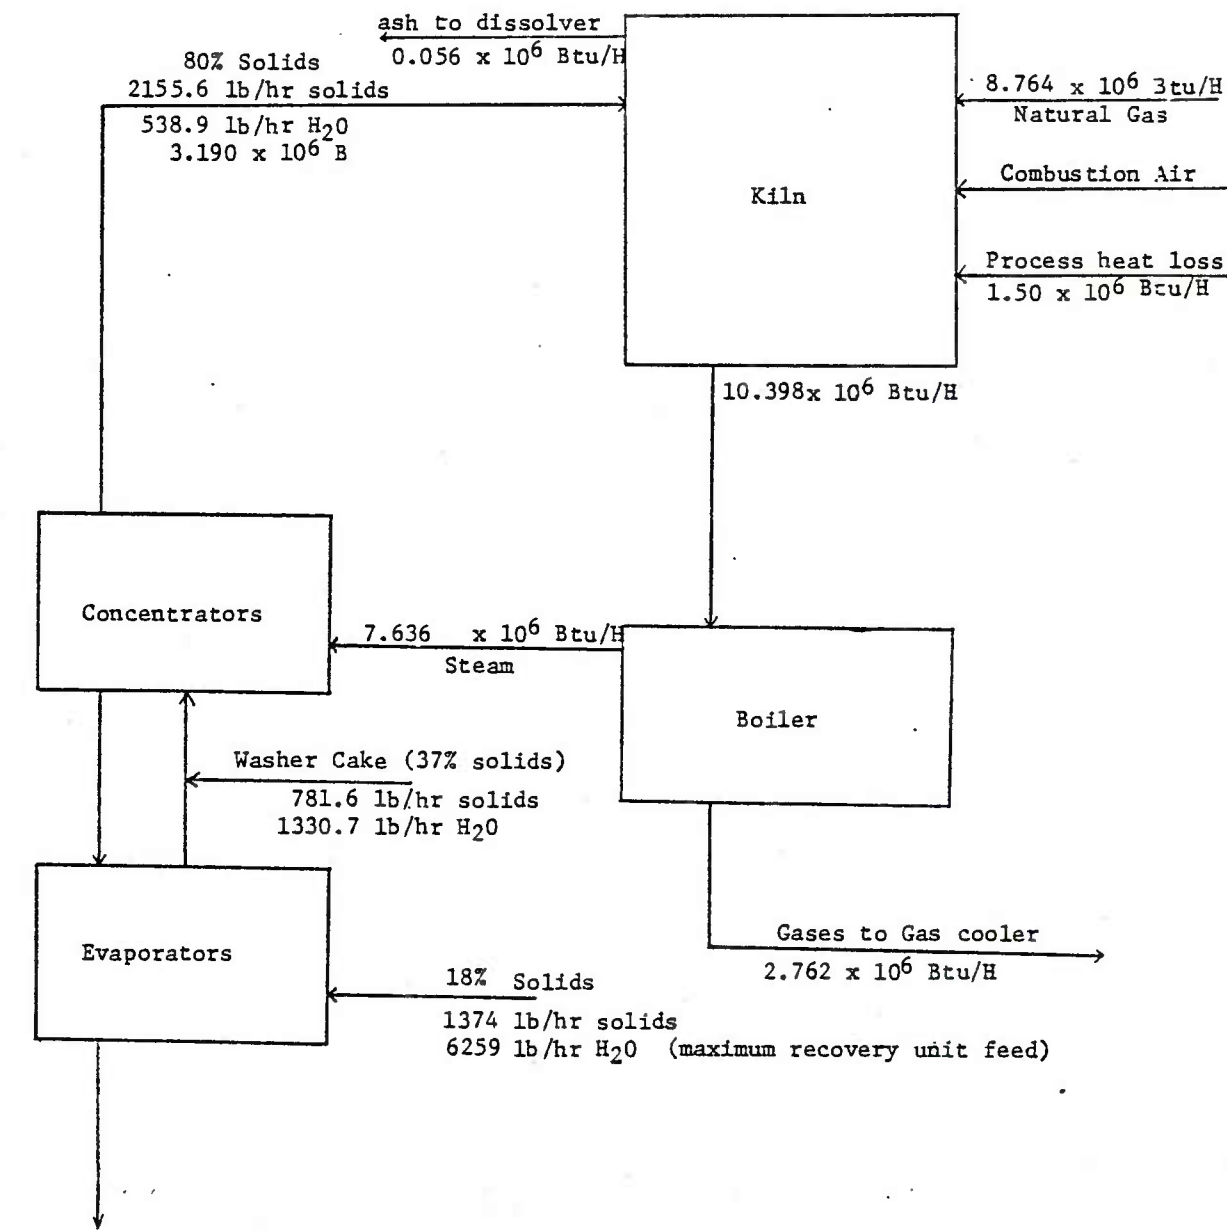 ash to dissolver
0.056 x 10⁶ Btu/H
80% Solids
2155.6 lb/hr solids
538.9 lb/hr H₂O
3.190 x 10⁶ B
8.764 x 10⁶ 3tu/H
Natural Gas
Combustion Air
Kiln
Process heat loss
1.50 x 10⁶ Btu/H
10.398x 10⁶ Btu/H
Concentrators
7.636 x 10⁶ Btu/H
Steam
Boiler
Washer Cake (37% solids)
781.6 lb/hr solids
1330.7 lb/hr H₂O
Evaporators
Gases to Gas cooler
2.762 x 10⁶ Btu/H
18% Solids
1374 lb/hr solids
6259 lb/hr H₂O (maximum recovery unit feed)